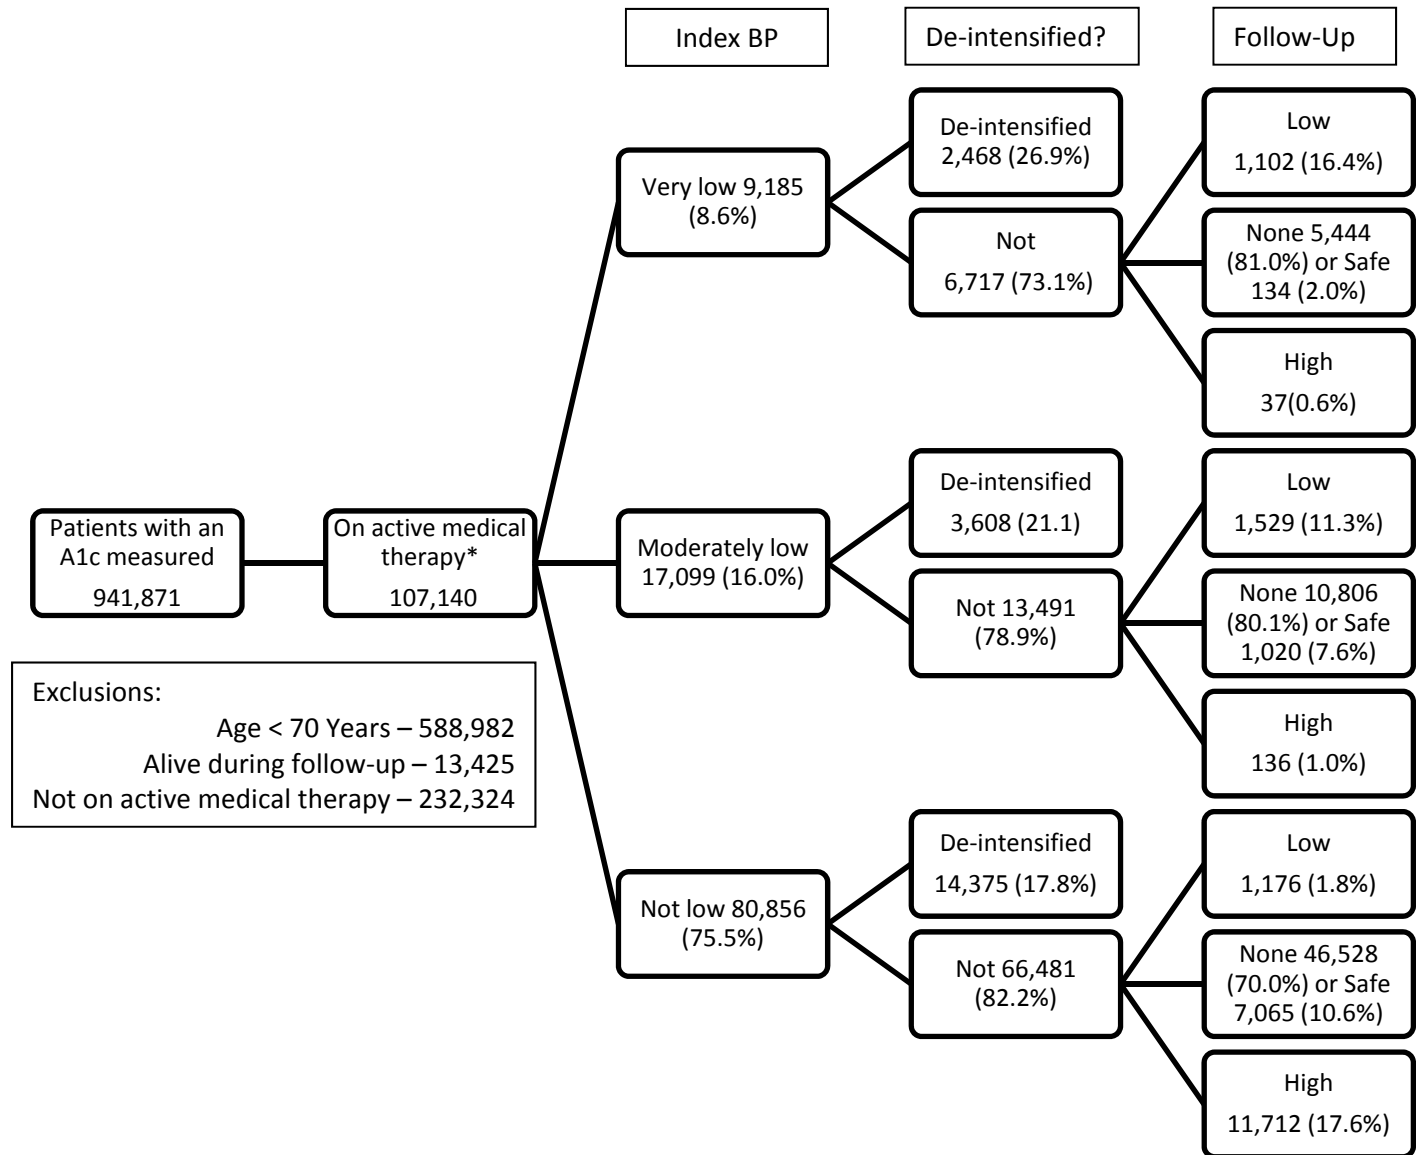 Index BP
De-intensified?
Follow-Up
Patients with an
A1c measured
941,871
On active medical
therapy*
107,140
Exclusions:
Age < 70 Years – 588,982
Alive during follow-up – 13,425
Not on active medical therapy – 232,324
Very low 9,185
(8.6%)
De-intensified
2,468 (26.9%)
Not
6,717 (73.1%)
Low
1,102 (16.4%)
None 5,444
(81.0%) or Safe
134 (2.0%)
High
37(0.6%)
Moderately low
17,099 (16.0%)
De-intensified
3,608 (21.1)
Not 13,491
(78.9%)
Low
1,529 (11.3%)
None 10,806
(80.1%) or Safe
1,020 (7.6%)
High
136 (1.0%)
Not low 80,856
(75.5%)
De-intensified
14,375 (17.8%)
Not 66,481
(82.2%)
Low
1,176 (1.8%)
None 46,528
(70.0%) or Safe
7,065 (10.6%)
High
11,712 (17.6%)